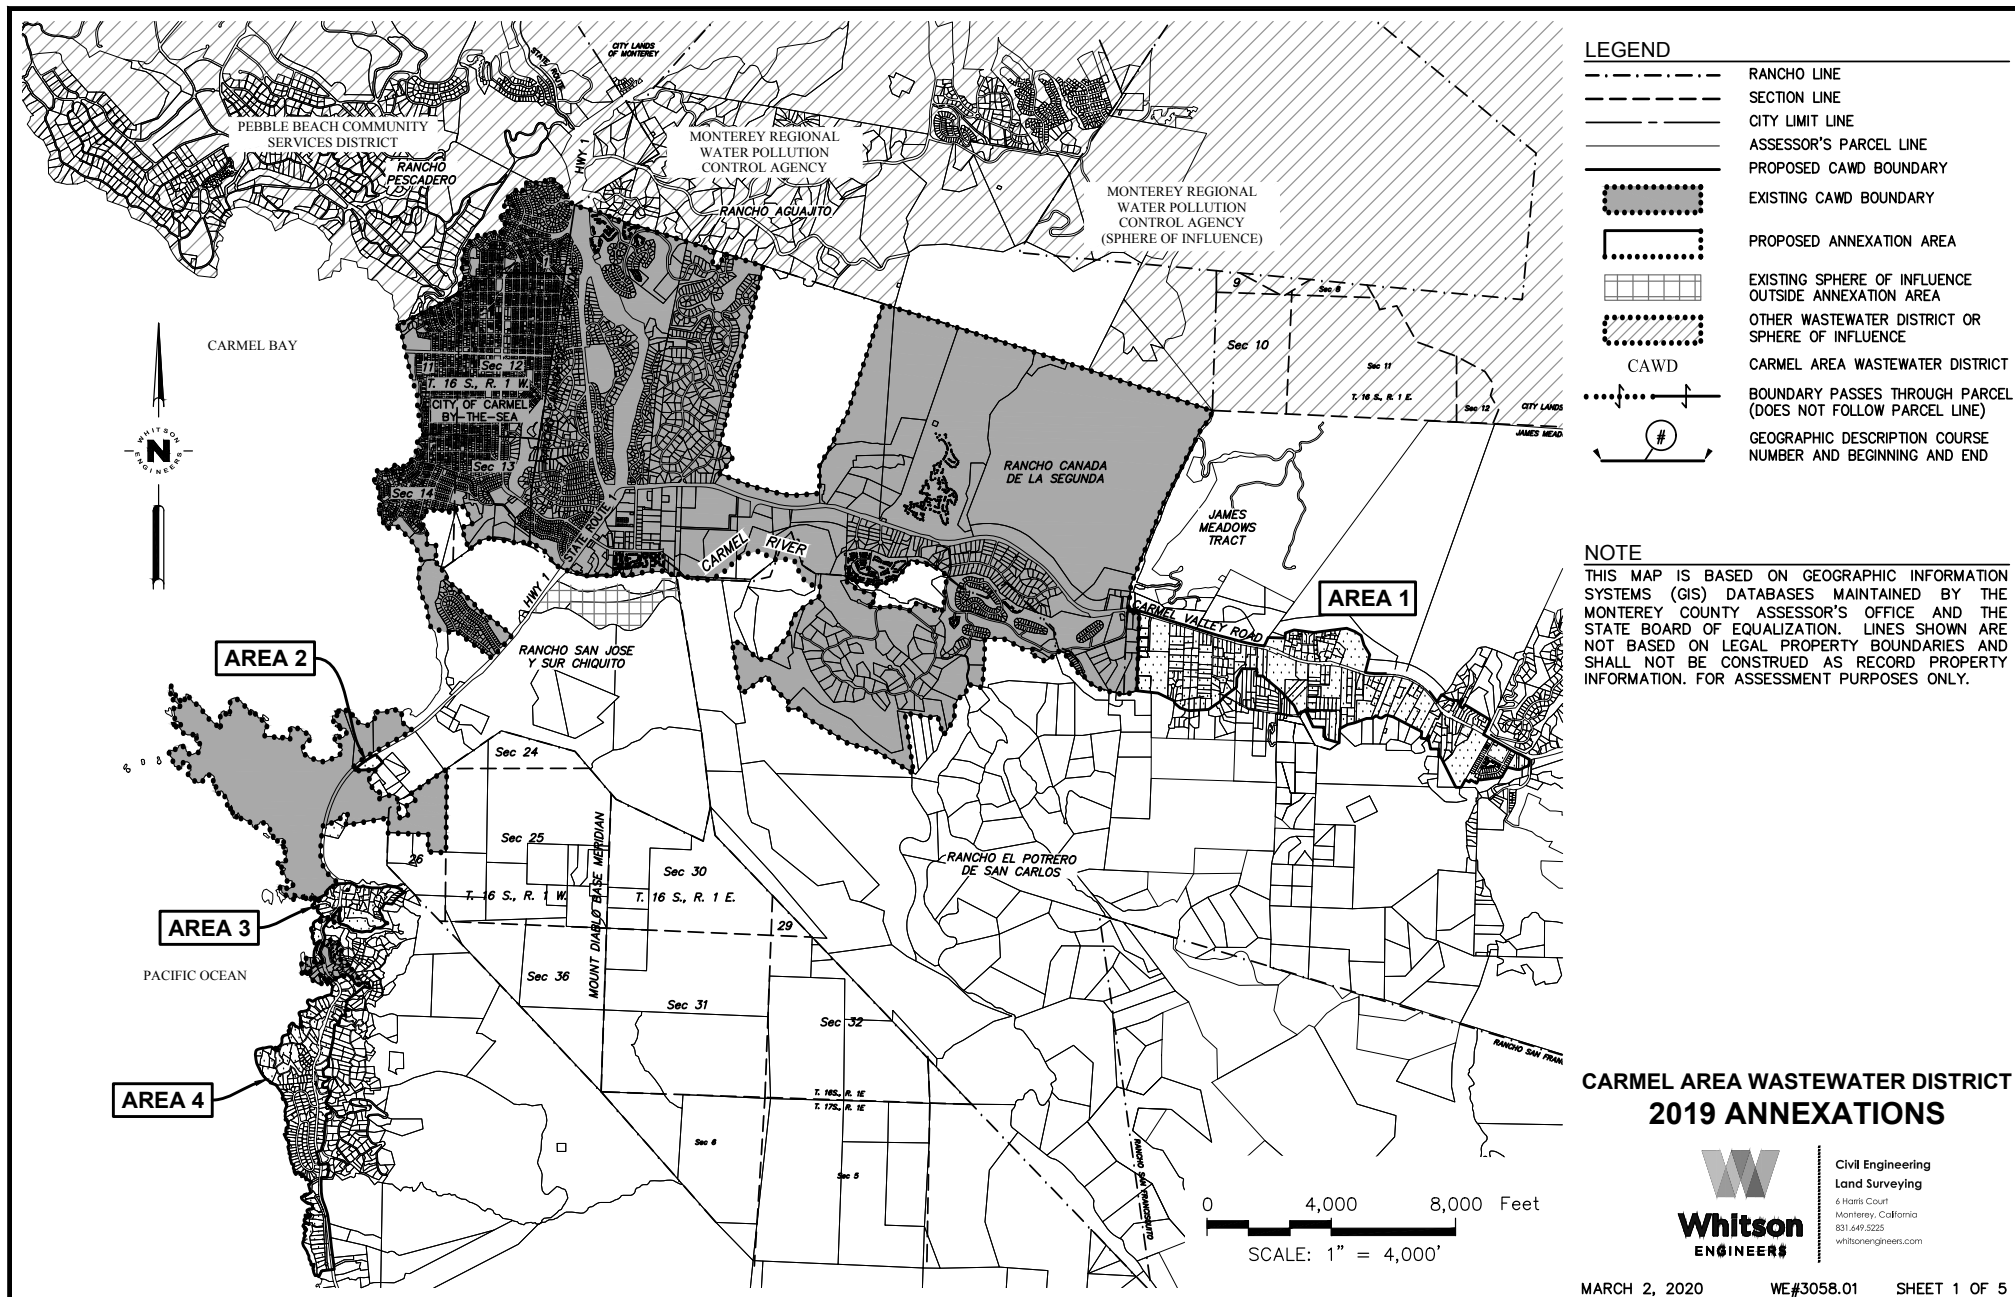 CITY LANDS
OF MONTEREY
STATE ROUTE
HWY 1
PEBBLE BEACH COMMUNITY
SERVICES DISTRICT
RANCHO
PESCADERO
MONTEREY REGIONAL
WATER POLLUTION
CONTROL AGENCY
RANCHO AGUAJITO
MONTEREY REGIONAL
WATER POLLUTION
CONTROL AGENCY
(SPHERE OF INFLUENCE)
9
Sec 8
Sec 10
Sec 11
T. 16 S., R. 1 E.
Sec 12
CITY LANDS
JAMES MEAD
CARMEL BAY
WHITSON
N
ENGINEERS
11
Sec 12
T. 16 S., R. 1 W.
CITY OF CARMEL
BY-THE-SEA
Sec 13
Sec 14
STATE ROUTE 1
HWY 1
CARMEL RIVER
RANCHO CANADA
DE LA SEGUNDA
JAMES
MEADOWS
TRACT
AREA 1
CARMEL VALLEY ROAD
RANCHO SAN JOSE
Y SUR CHIQUITO
AREA 2
Sec 24
Sec 25
26
T. 16 S., R. 1 W.
MOUNT DIABLO BASE MERIDIAN
Sec 30
T. 16 S., R. 1 E.
29
RANCHO EL POTRERO
DE SAN CARLOS
AREA 3
PACIFIC OCEAN
Sec 36
Sec 31
Sec 32
RANCHO SAN FRAN
AREA 4
T. 16S., R. 1E
T. 17S., R. 1E
Sec 6
Sec 5
RANCHO SAN FRANCISQUITO
0 4,000 8,000 Feet
SCALE: 1" = 4,000'
LEGEND
RANCHO LINE
SECTION LINE
CITY LIMIT LINE
ASSESSOR'S PARCEL LINE
PROPOSED CAWD BOUNDARY
EXISTING CAWD BOUNDARY
PROPOSED ANNEXATION AREA
EXISTING SPHERE OF INFLUENCE
OUTSIDE ANNEXATION AREA
OTHER WASTEWATER DISTRICT OR
SPHERE OF INFLUENCE
CAWD CARMEL AREA WASTEWATER DISTRICT
BOUNDARY PASSES THROUGH PARCEL
(DOES NOT FOLLOW PARCEL LINE)
# GEOGRAPHIC DESCRIPTION COURSE
NUMBER AND BEGINNING AND END
NOTE
THIS MAP IS BASED ON GEOGRAPHIC INFORMATION
SYSTEMS (GIS) DATABASES MAINTAINED BY THE
MONTEREY COUNTY ASSESSOR'S OFFICE AND THE
STATE BOARD OF EQUALIZATION. LINES SHOWN ARE
NOT BASED ON LEGAL PROPERTY BOUNDARIES AND
SHALL NOT BE CONSTRUED AS RECORD PROPERTY
INFORMATION. FOR ASSESSMENT PURPOSES ONLY.
CARMEL AREA WASTEWATER DISTRICT
2019 ANNEXATIONS
Whitson
ENGINEERS
Civil Engineering
Land Surveying
6 Harris Court
Monterey, California
831.649.5225
whitsonengineers.com
MARCH 2, 2020 WE#3058.01 SHEET 1 OF 5